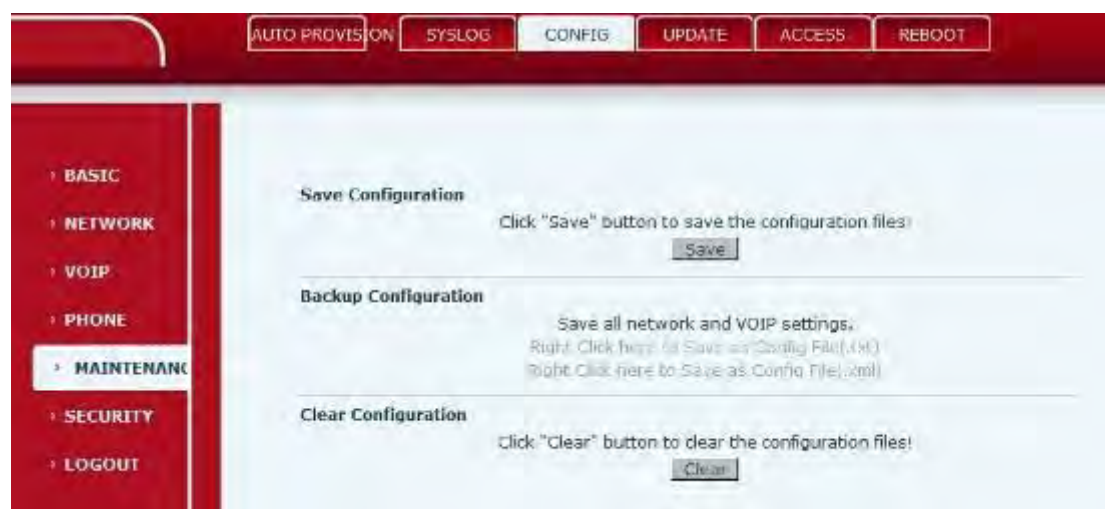 AUTO PROVISION SYSLOG CONFIG UPDATE ACCESS REBOOT
› BASIC
› NETWORK
› VOIP
› PHONE
› MAINTENANC
› SECURITY
› LOGOUT
Save Configuration
Click "Save" button to save the configuration files!
Save
Backup Configuration
Save all network and VOIP settings.
Right Click here to Save as Config File(.txt)
Right Click here to Save as Config File(.xml)
Clear Configuration
Click "Clear" button to clear the configuration files!
Clear